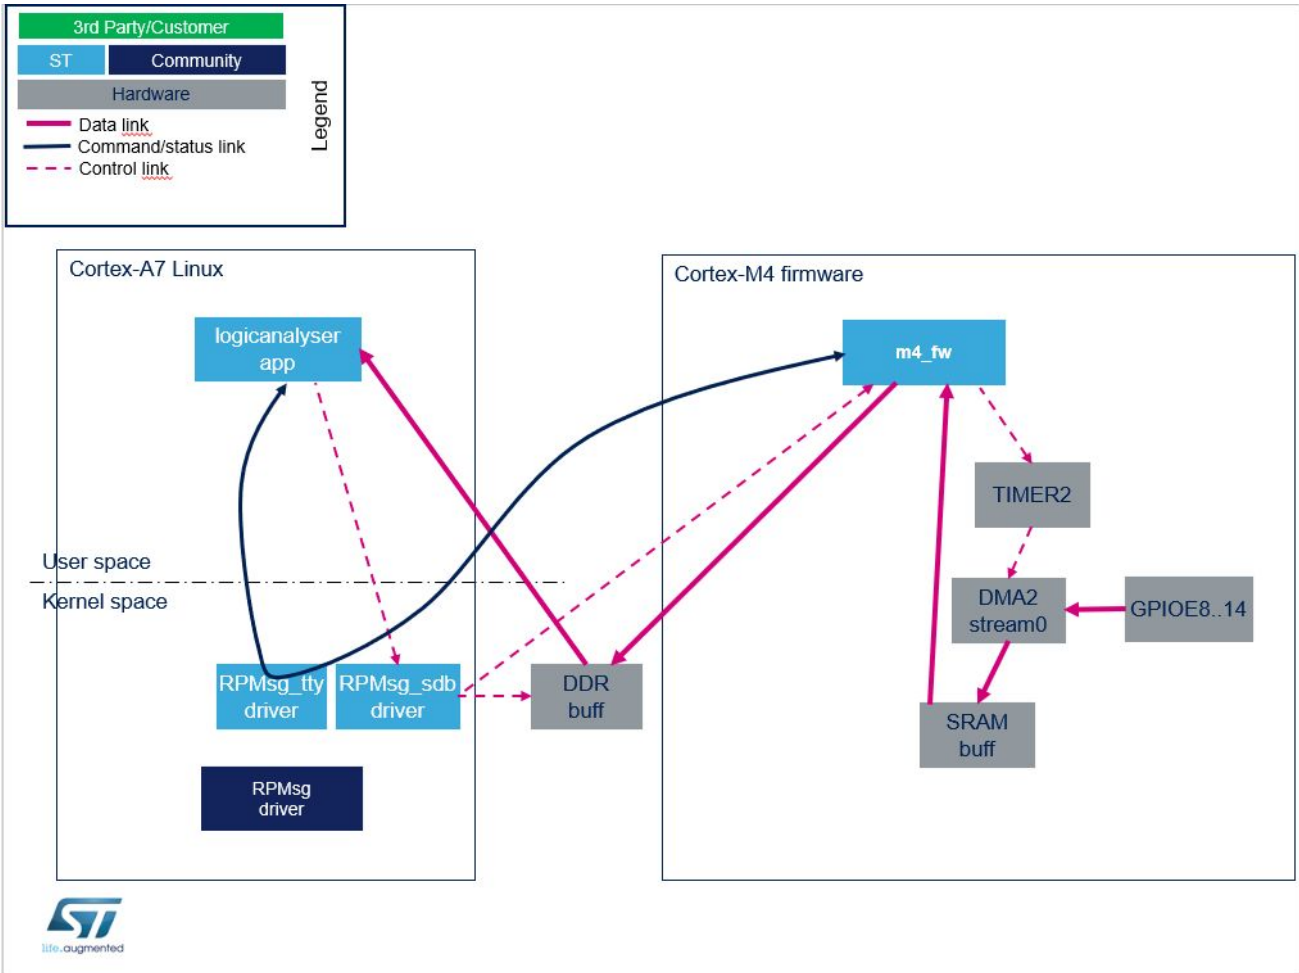 3rd Party/Customer
ST
Community
Hardware
Data link
Command/status link
Control link
Legend
Cortex-A7 Linux
logicanalyser
app
User space
Kernel space
RPMsg_tty
driver
RPMsg_sdb
driver
RPMsg
driver
DDR
buff
Cortex-M4 firmware
m4_fw
TIMER2
DMA2
stream0
GPIOE8..14
SRAM
buff
ST
life.augmented